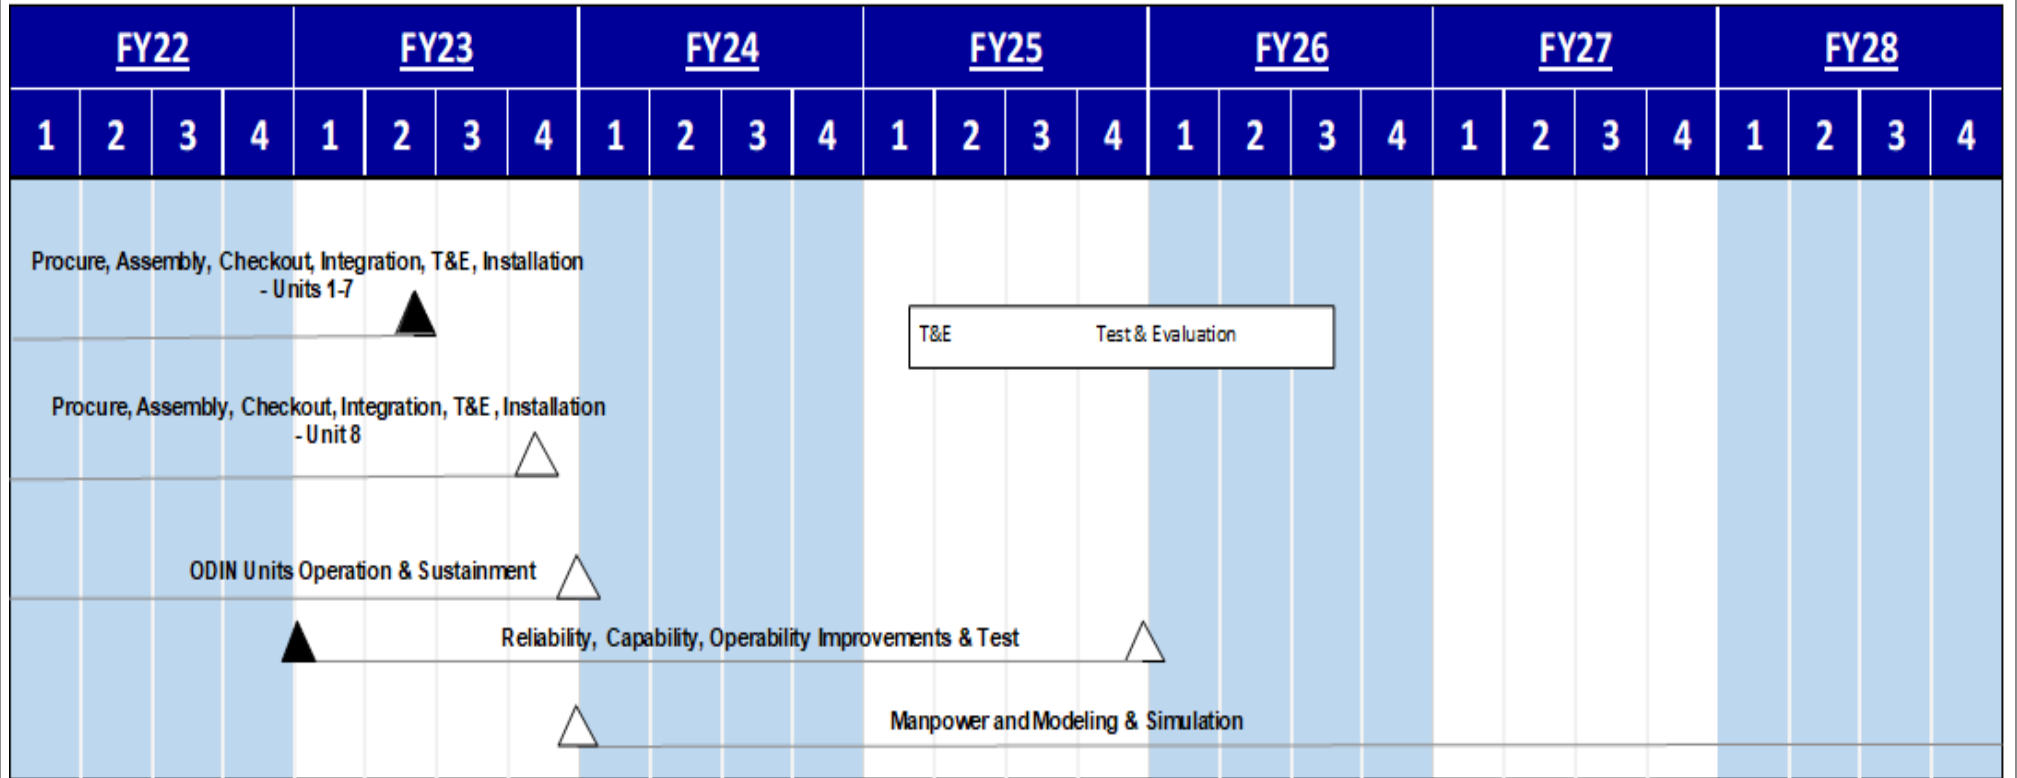 FY22 FY23 FY24 FY25 FY26 FY27 FY28
1 2 3 4 1 2 3 4 1 2 3 4 1 2 3 4 1 2 3 4 1 2 3 4 1 2 3 4
Procure, Assembly, Checkout, Integration, T&E, Installation
- Units 1-7
T&E Test & Evaluation
Procure, Assembly, Checkout, Integration, T&E, Installation
- Unit 8
ODIN Units Operation & Sustainment
Reliability, Capability, Operability Improvements & Test
Manpower and Modeling & Simulation